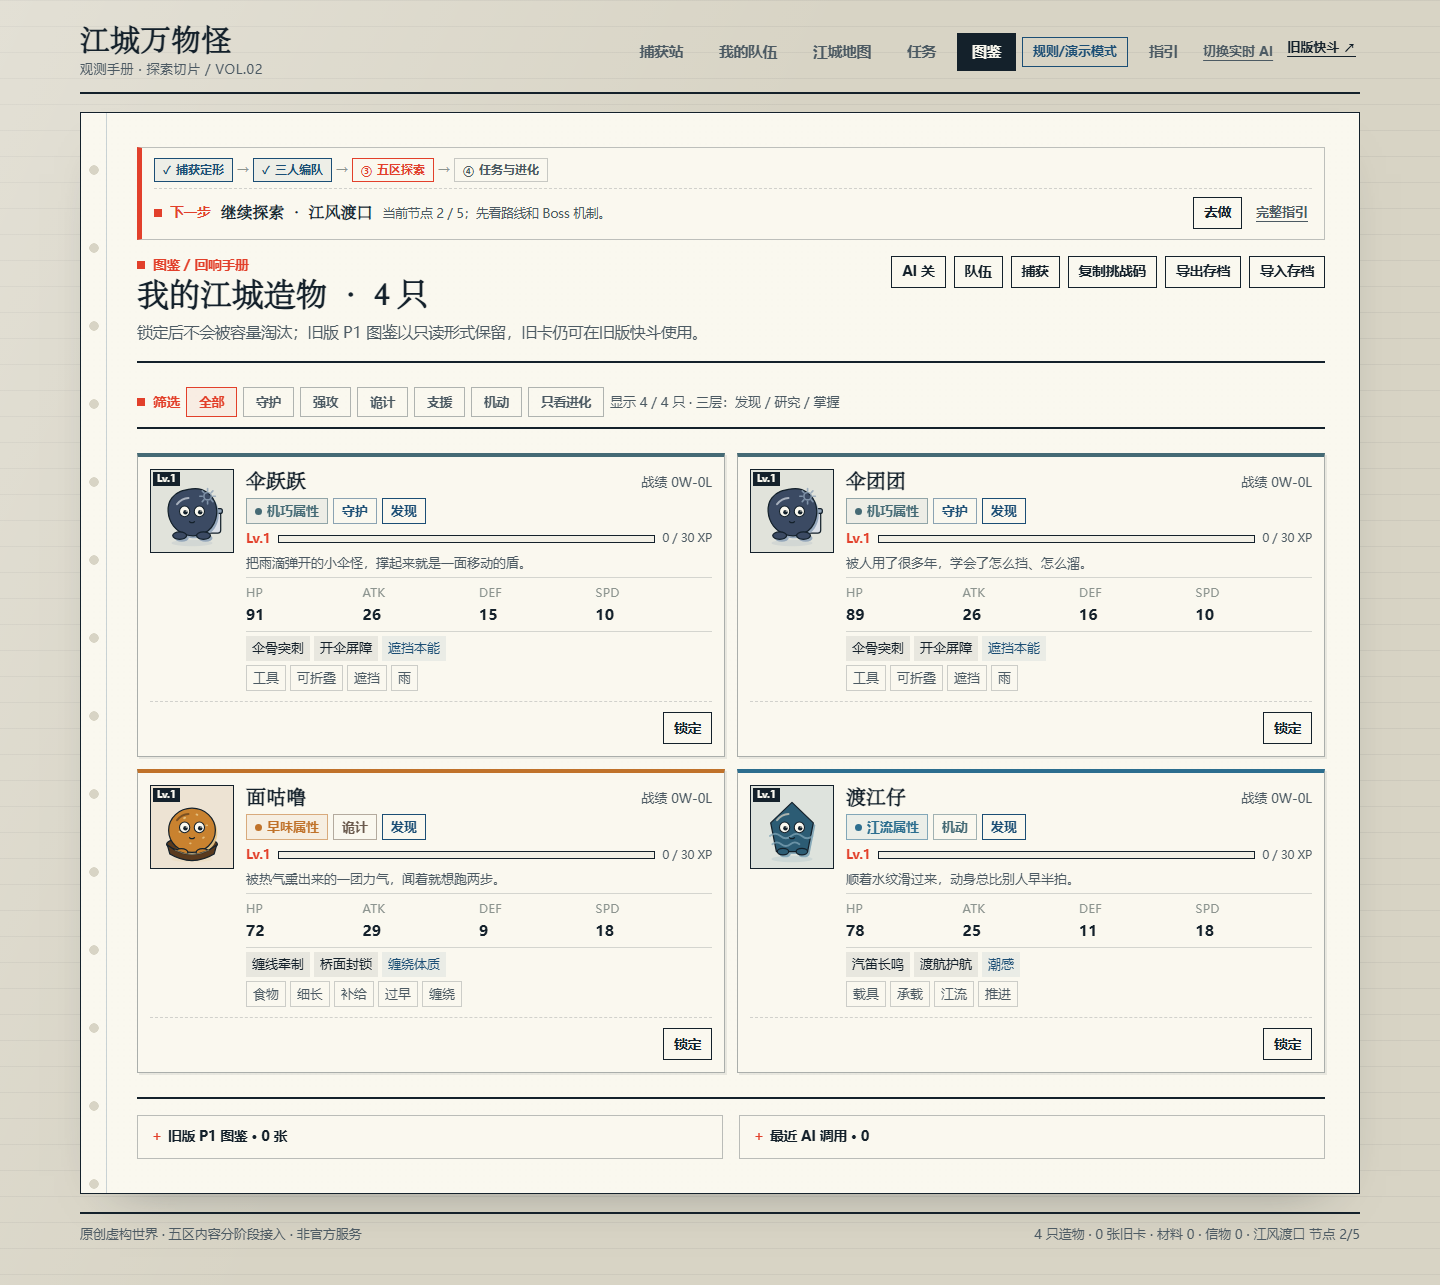 江城万物怪
观测手册 · 探索切片 / VOL.02
捕获站 我的队伍 江城地图 任务 图鉴 规则/演示模式 指引 切换实时 AI 旧版快斗 ↗
✓ 捕获定形 → ✓ 三人编队 → ③ 五区探索 → ④ 任务与进化
下一步 继续探索 · 江风渡口 当前节点 2 / 5；先看路线和 Boss 机制。 去做 完整指引
图鉴 / 回响手册
我的江城造物 · 4 只
AI 关 队伍 捕获 复制挑战码 导出存档 导入存档
锁定后不会被容量淘汰；旧版 P1 图鉴以只读形式保留，旧卡仍可在旧版快斗使用。
筛选 全部 守护 强攻 诡计 支援 机动 只看进化 显示 4 / 4 只 · 三层：发现 / 研究 / 掌握
Lv.1
伞跃跃 战绩 0W-0L
机巧属性 守护 发现
Lv.1 0 / 30 XP
把雨滴弹开的小伞怪，撑起来就是一面移动的盾。
HP ATK DEF SPD
91 26 15 10
伞骨突刺 开伞屏障 遮挡本能
工具 可折叠 遮挡 雨
锁定
Lv.1
伞团团 战绩 0W-0L
机巧属性 守护 发现
Lv.1 0 / 30 XP
被人用了很多年，学会了怎么挡、怎么溜。
HP ATK DEF SPD
89 26 16 10
伞骨突刺 开伞屏障 遮挡本能
工具 可折叠 遮挡 雨
锁定
Lv.1
面咕噜 战绩 0W-0L
早味属性 诡计 发现
Lv.1 0 / 30 XP
被热气熏出来的一团力气，闻着就想跑两步。
HP ATK DEF SPD
72 29 9 18
缠线牵制 桥面封锁 缠绕体质
食物 细长 补给 过早 缠绕
锁定
Lv.1
渡江仔 战绩 0W-0L
江流属性 机动 发现
Lv.1 0 / 30 XP
顺着水纹滑过来，动身总比别人早半拍。
HP ATK DEF SPD
78 25 11 18
汽笛长鸣 渡航护航 潮感
载具 承载 江流 推进
锁定
+ 旧版 P1 图鉴 • 0 张
+ 最近 AI 调用 • 0
原创虚构世界 · 五区内容分阶段接入 · 非官方服务
4 只造物 · 0 张旧卡 · 材料 0 · 信物 0 · 江风渡口 节点 2/5